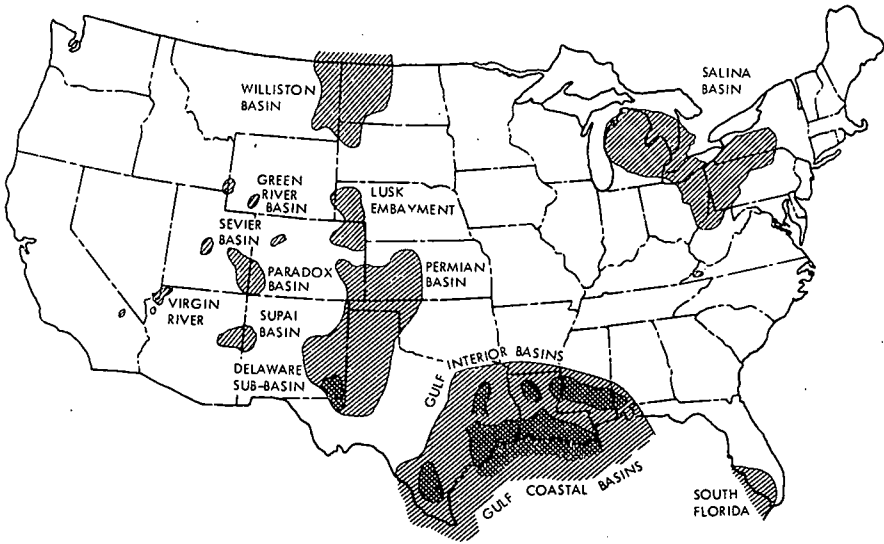 WILLISTON
BASIN
SALINA
BASIN
GREEN
RIVER
BASIN
LUSK
EMBAYMENT
SEVIER
BASIN
PARADOX
BASIN
PERMIAN
BASIN
VIRGIN
RIVER
SUPAI
BASIN
DELAWARE
SUB-BASIN
GULF INTERIOR BASINS
GULF COASTAL BASINS
SOUTH
FLORIDA